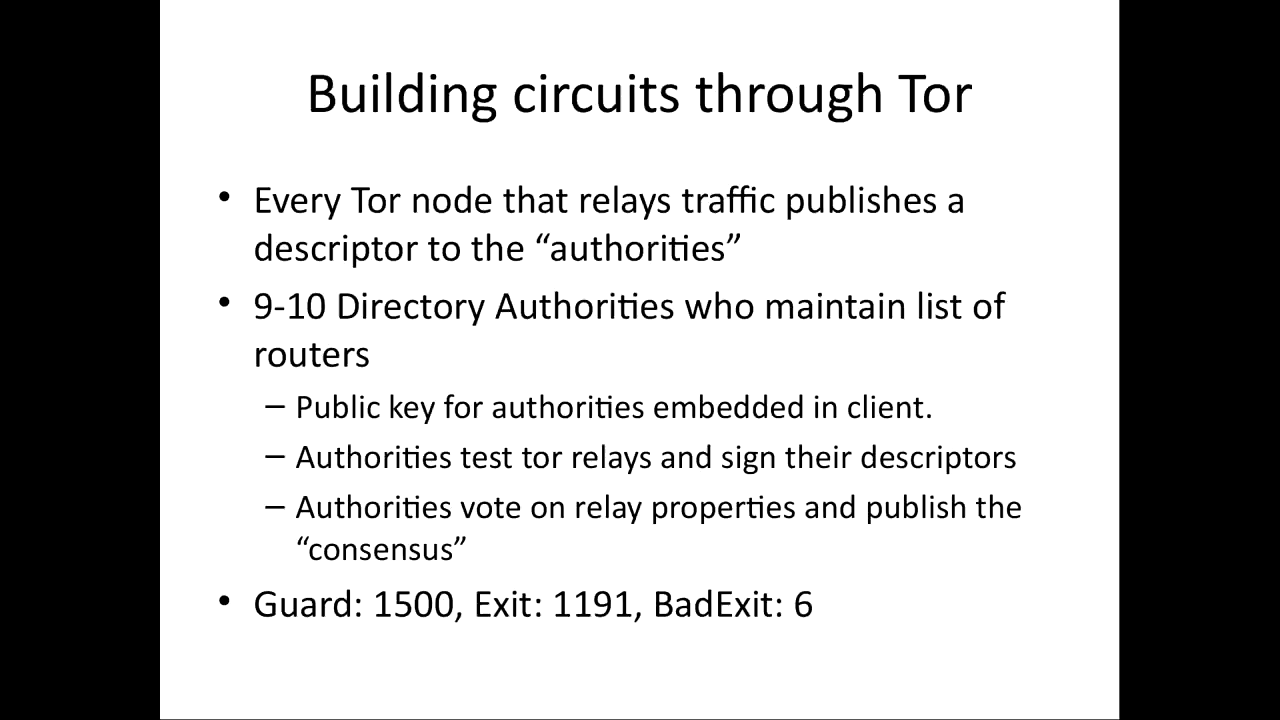 Building circuits through Tor
• Every Tor node that relays traffic publishes a
descriptor to the “authorities”
• 9-10 Directory Authorities who maintain list of
routers
– Public key for authorities embedded in client.
– Authorities test tor relays and sign their descriptors
– Authorities vote on relay properties and publish the
“consensus”
• Guard: 1500, Exit: 1191, BadExit: 6